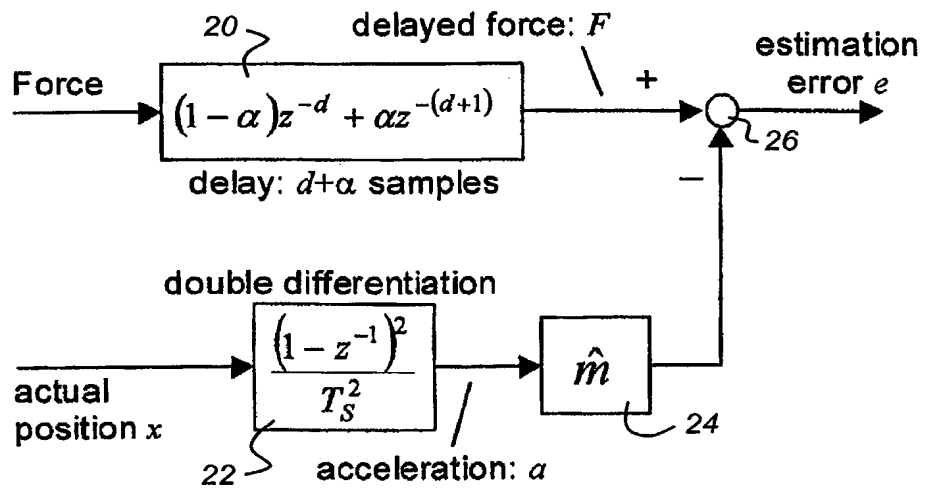 20
delayed force: F
estimation
error e
Force
(1-α)z^{-d} + αz^{-(d+1)}
+
26
delay: d+α samples
−
double differentiation
(1 - z^{-1})^2
T_S^2
m̂
actual
position x
24
22
acceleration: a